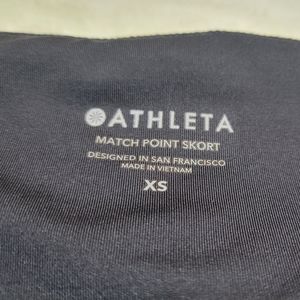 ATHLETA
MATCH POINT SKORT
DESIGNED IN SAN FRANCISCO
MADE IN VIETNAM
XS